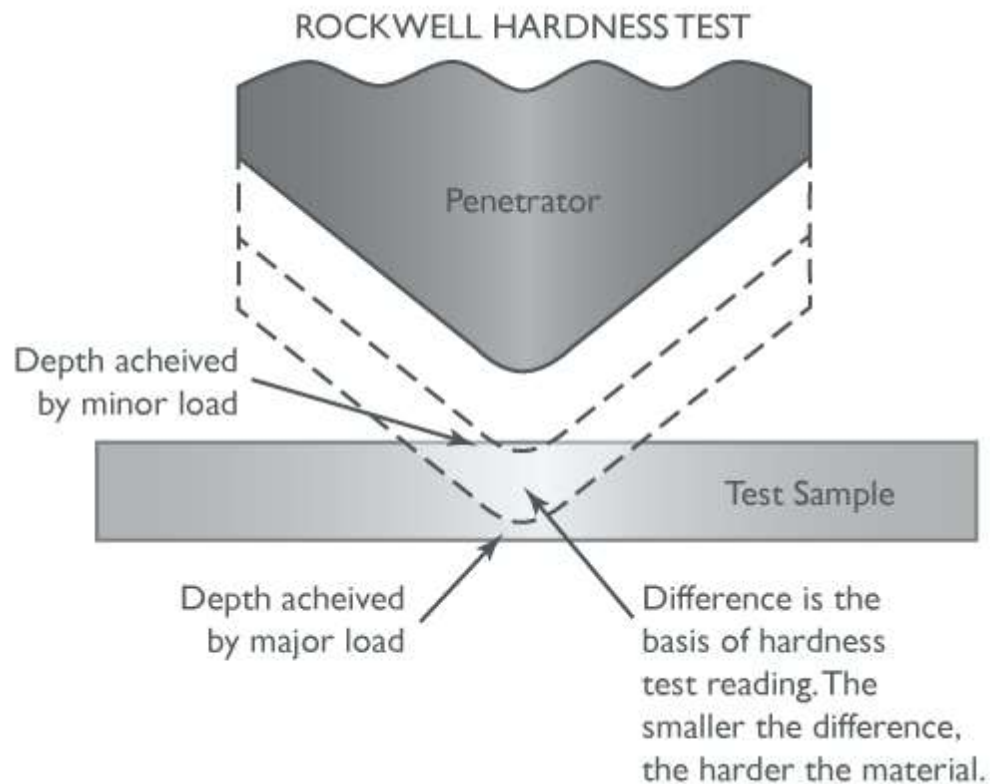 ROCKWELL HARDNESS TEST
Penetrator
Depth acheived
by minor load
Test Sample
Depth acheived
by major load
Difference is the
basis of hardness
test reading. The
smaller the difference,
the harder the material.